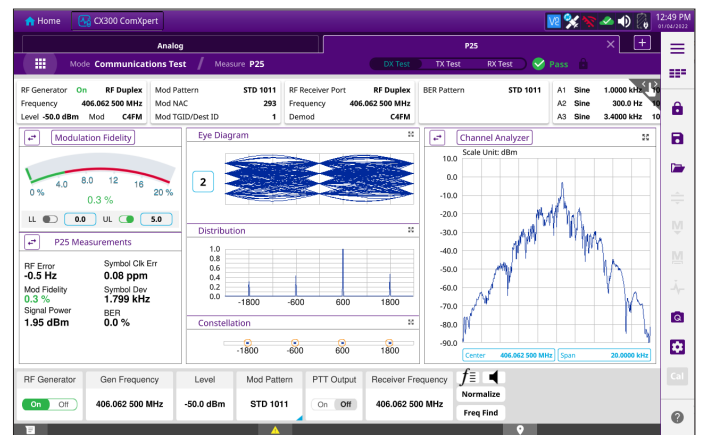 Home
CX300 ComXpert
12:49 PM
01/04/2022
Analog
P25
Mode Communications Test / Measure P25
DX Test TX Test RX Test Pass
RF Generator On RF Duplex
Frequency 406.062 500 MHz
Level -50.0 dBm Mod C4FM
Mod Pattern STD 1011
Mod NAC 293
Mod TGID/Dest ID 1
RF Receiver Port RF Duplex
Frequency 406.062 500 MHz
Demod C4FM
BER Pattern STD 1011
A1 Sine 1.0000 kHz 10
A2 Sine 300.0 Hz 10
A3 Sine 3.4000 kHz 10
Modulation Fidelity
0 % 4.0 8.0 12 16 20 %
0.3 %
LL 0.0 UL 5.0
P25 Measurements
RF Error
-0.5 Hz
Symbol Clk Err
0.08 ppm
Mod Fidelity
0.3 %
Symbol Dev
1.799 kHz
Signal Power
1.95 dBm
BER
0.0 %
Eye Diagram
2
Distribution
1.0
0.8
0.6
0.4
0.2
0.0
-1800 -600 600 1800
Constellation
-1800 -600 600 1800
Channel Analyzer
Scale Unit: dBm
10.0
0.0
-10.0
-20.0
-30.0
-40.0
-50.0
-60.0
-70.0
-80.0
-90.0
Center 406.062 500 MHz Span 20.0000 kHz
RF Generator
On Off
Gen Frequency
406.062 500 MHz
Level
-50.0 dBm
Mod Pattern
STD 1011
PTT Output
On Off
Receiver Frequency
406.062 500 MHz
f
Normalize
Freq Find
M
M
Cal
?